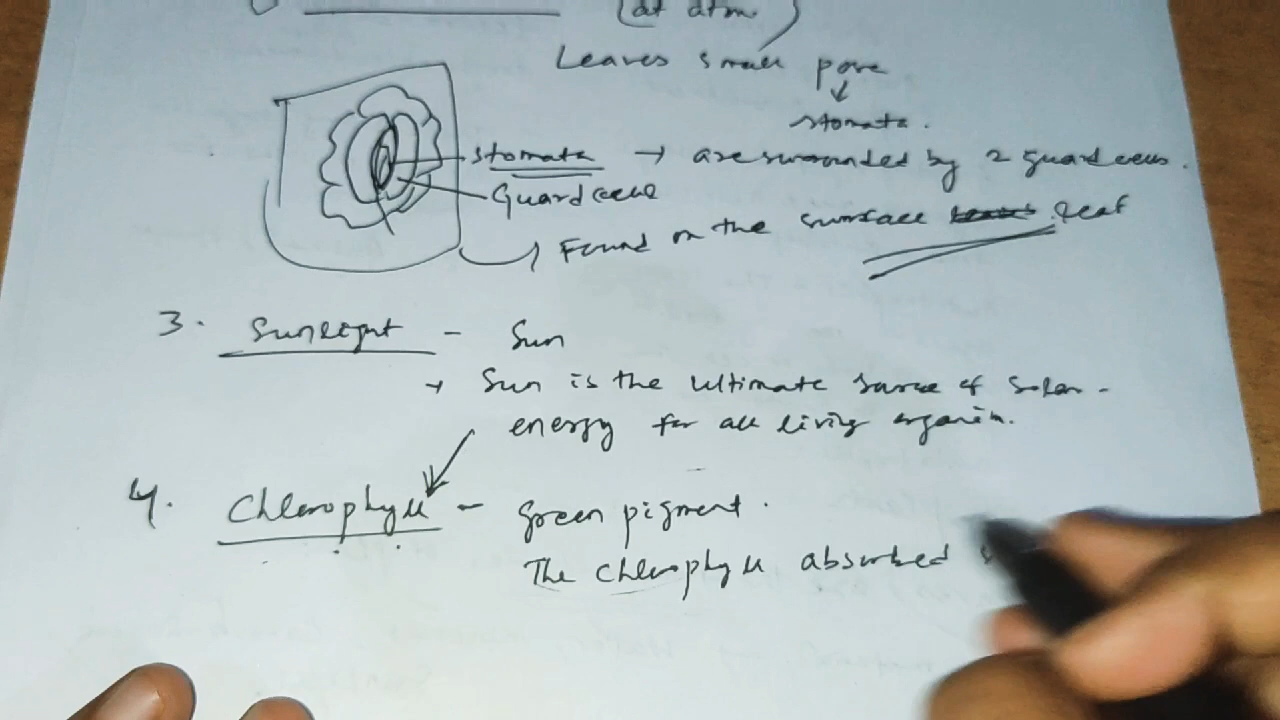 (at atm)
Leaves small pore
stomata.
stomata → are surrounded by 2 guard cells.
Guard cell
Found on the surface leaf
3. Sunlight - Sun
→ Sun is the ultimate source of solar
energy for all living organism.
4. Chlorophyll - green pigment.
The chlorophyll absorbed